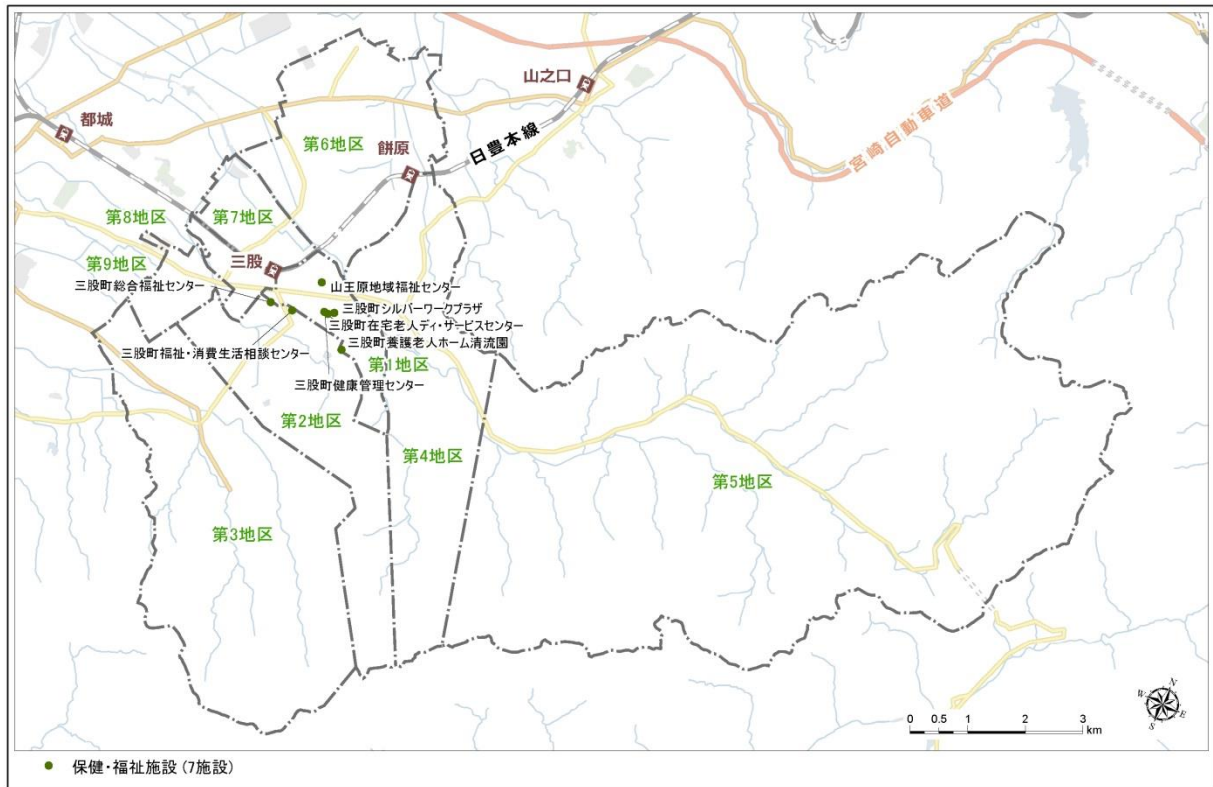 山之口
都城
宮崎自動車道
日豊本線
第6地区
餅原
第8地区
第7地区
第9地区
三股
三股町総合福祉センター
山王原地域福祉センター
三股町シルバーワークプラザ
三股町在宅老人ディ・サービスセンター
三股町養護老人ホーム清流園
三股町福祉・消費生活相談センター
第1地区
三股町健康管理センター
第2地区
第4地区
第5地区
第3地区
N
W
E
S
0 0.5 1 2 3
km
保健・福祉施設 (7施設)